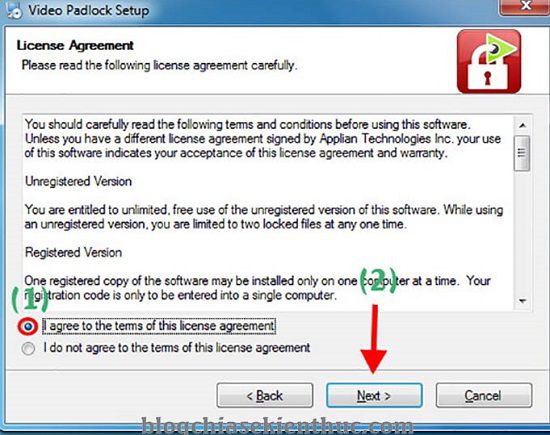 Video Padlock Setup
License Agreement
Please read the following license agreement carefully.
You should carefully read the following terms and conditions before using this software.
Unless you have a different license agreement signed by Applian Technologies Inc. your use
of this software indicates your acceptance of this license agreement and warranty.
Unregistered Version
You are entitled to unlimited, free use of the unregistered version of this software. While using
an unregistered version, you are limited to two locked files at any one time.
Registered Version
One registered copy of the software may be installed only on one computer at a time. Your
registration code is only to be entered into a single computer.
(1)
(2)
I agree to the terms of this license agreement
I do not agree to the terms of this license agreement
< Back
Next >
Cancel
blogchiasekienthuc.com